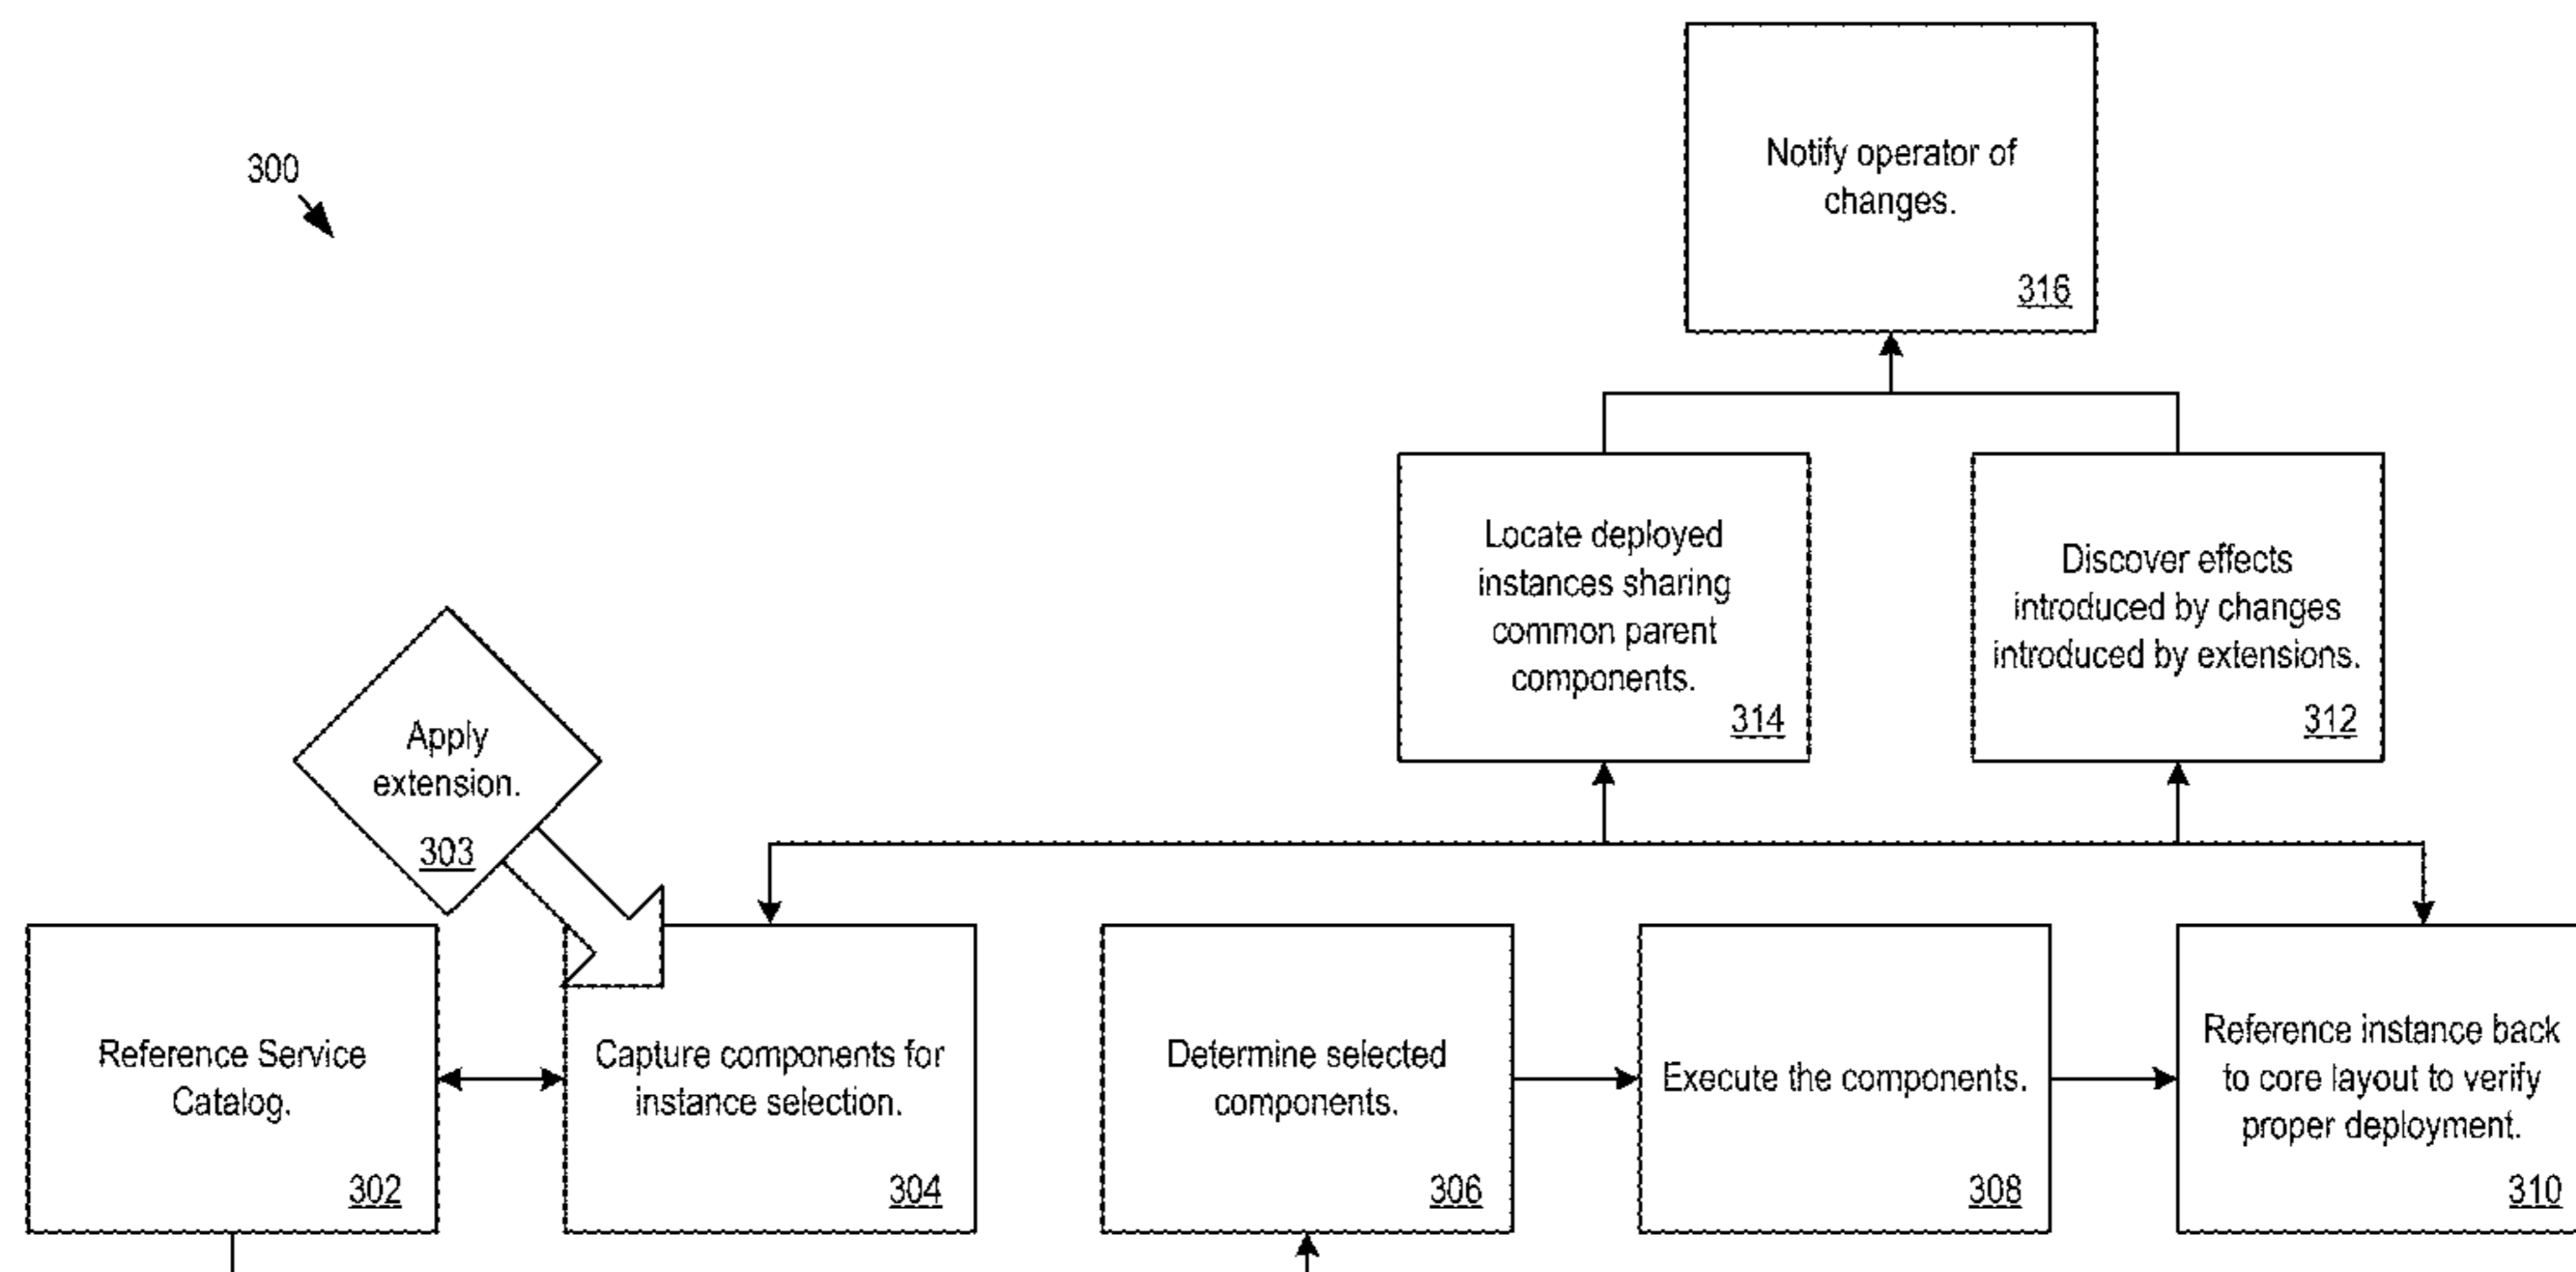 300
Notify operator of
changes.
316
Locate deployed
instances sharing
common parent
components.
314
Discover effects
introduced by changes
introduced by extensions.
312
Apply
extension.
303
Reference Service
Catalog.
302
Capture components for
instance selection.
304
Determine selected
components.
306
Execute the components.
308
Reference instance back
to core layout to verify
proper deployment.
310